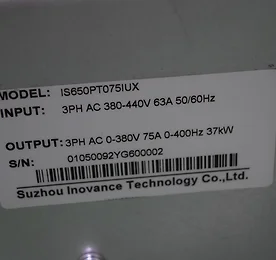 MODEL: IS650PT075IUX
INPUT: 3PH AC 380-440V 63A 50/60Hz
OUTPUT: 3PH AC 0-380V 75A 0-400Hz 37kW
S/N: 01050092YG600002
Suzhou Inovance Technology Co.,Ltd.